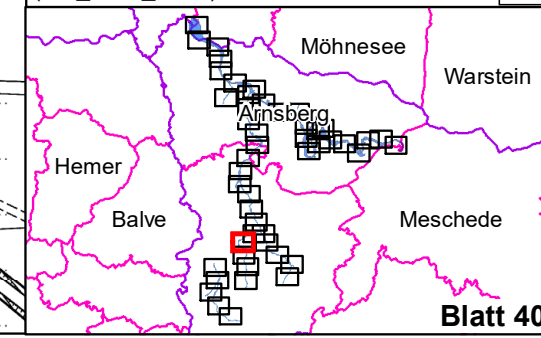 Möhnesee
Warstein
Arnsberg
Hemer
Balve
Meschede
Blatt 40